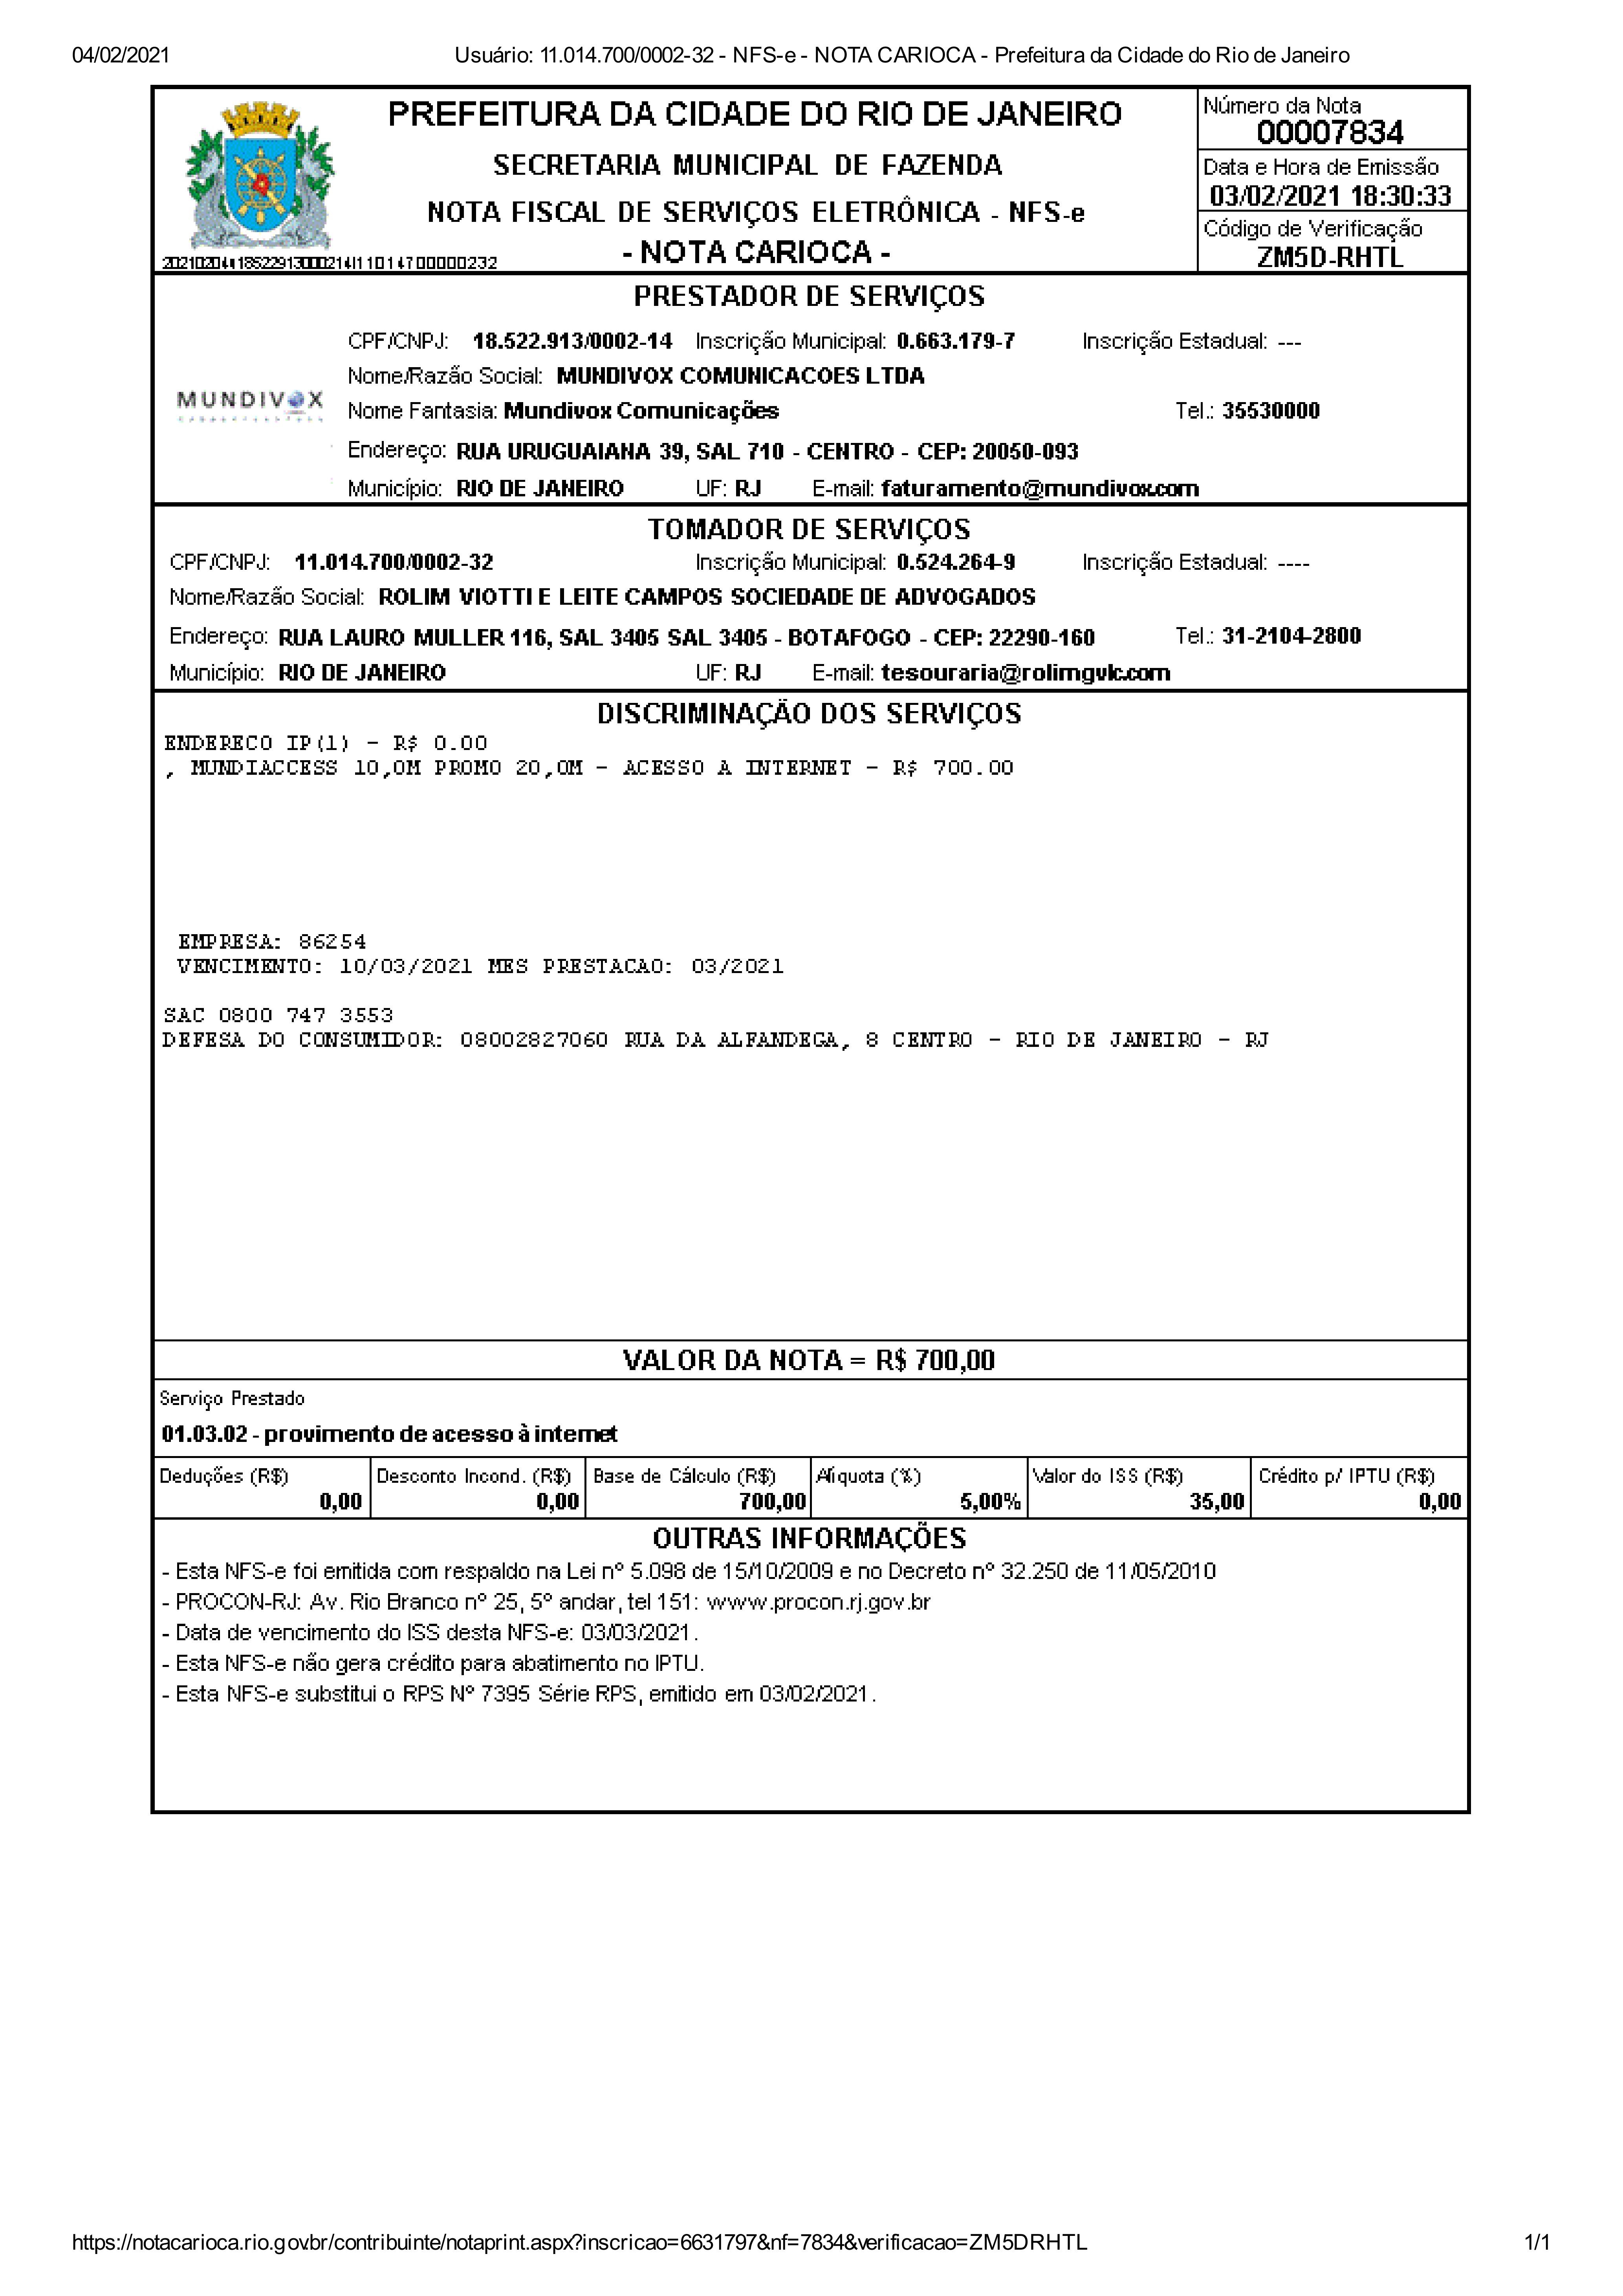 04/02/2021 Usuário: 11.014.700/0002-32 - NFS-e - NOTA CARIOCA - Prefeitura da Cidade do Rio de Janeiro
PREFEITURA DA CIDADE DO RIO DE JANEIRO
SECRETARIA MUNICIPAL DE FAZENDA
NOTA FISCAL DE SERVIÇOS ELETRÔNICA - NFS-e
- NOTA CARIOCA -
Número da Nota
00007834
Data e Hora de Emissão
03/02/2021 18:30:33
Código de Verificação
ZM5D-RHTL
PRESTADOR DE SERVIÇOS
MUNDIVOX
CPF/CNPJ: 18.522.913/0002-14 Inscrição Municipal: 0.663.179-7 Inscrição Estadual: ---
Nome/Razão Social: MUNDIVOX COMUNICACOES LTDA
Nome Fantasia: Mundivox Comunicações Tel.: 35530000
Endereço: RUA URUGUAIANA 39, SAL 710 - CENTRO - CEP: 20050-093
Município: RIO DE JANEIRO UF: RJ E-mail: faturamento@mundivox.com
TOMADOR DE SERVIÇOS
CPF/CNPJ: 11.014.700/0002-32 Inscrição Municipal: 0.524.264-9 Inscrição Estadual: ----
Nome/Razão Social: ROLIM VIOTTI E LEITE CAMPOS SOCIEDADE DE ADVOGADOS
Endereço: RUA LAURO MULLER 116, SAL 3405 SAL 3405 - BOTAFOGO - CEP: 22290-160 Tel.: 31-2104-2800
Município: RIO DE JANEIRO UF: RJ E-mail: tesouraria@rolimgvlc.com
DISCRIMINAÇÃO DOS SERVIÇOS
ENDERECO IP(1) - R$ 0.00
, MUNDIACCESS 10,0M PROMO 20,0M - ACESSO A INTERNET - R$ 700.00
EMPRESA: 86254
VENCIMENTO: 10/03/2021 MES PRESTACAO: 03/2021
SAC 0800 747 3553
DEFESA DO CONSUMIDOR: 08002827060 RUA DA ALFANDEGA, 8 CENTRO - RIO DE JANEIRO - RJ
VALOR DA NOTA = R$ 700,00
Serviço Prestado
01.03.02 - provimento de acesso à internet
Deduções (R$) Desconto Incond. (R$) Base de Cálculo (R$) Alíquota (%) Valor do ISS (R$) Crédito p/ IPTU (R$)
0,00 0,00 700,00 5,00% 35,00 0,00
OUTRAS INFORMAÇÕES
- Esta NFS-e foi emitida com respaldo na Lei nº 5.098 de 15/10/2009 e no Decreto nº 32.250 de 11/05/2010
- PROCON-RJ: Av. Rio Branco nº 25, 5º andar, tel 151: www.procon.rj.gov.br
- Data de vencimento do ISS desta NFS-e: 03/03/2021.
- Esta NFS-e não gera crédito para abatimento no IPTU.
- Esta NFS-e substitui o RPS Nº 7395 Série RPS, emitido em 03/02/2021.
https://notacarioca.rio.gov.br/contribuinte/notaprint.aspx?inscricao=6631797&nf=7834&verificacao=ZM5DRHTL 1/1